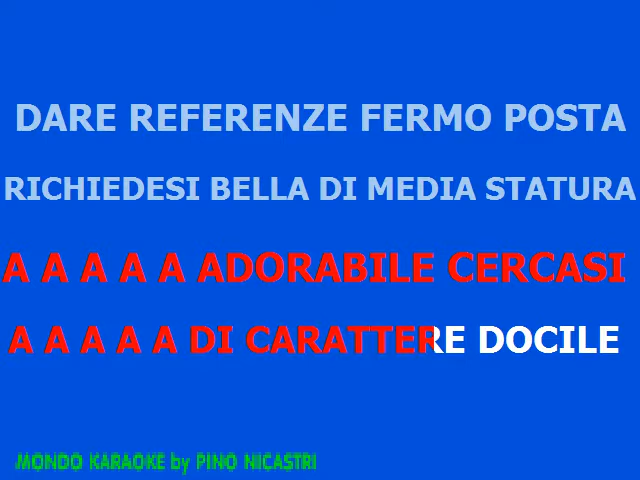 DARE REFERENZE FERMO POSTA
RICHIEDESI BELLA DI MEDIA STATURA
A A A A A ADORABILE CERCASI
A A A A A DI CARATTERE DOCILE
MONDO KARAOKE by PINO NICASTRI